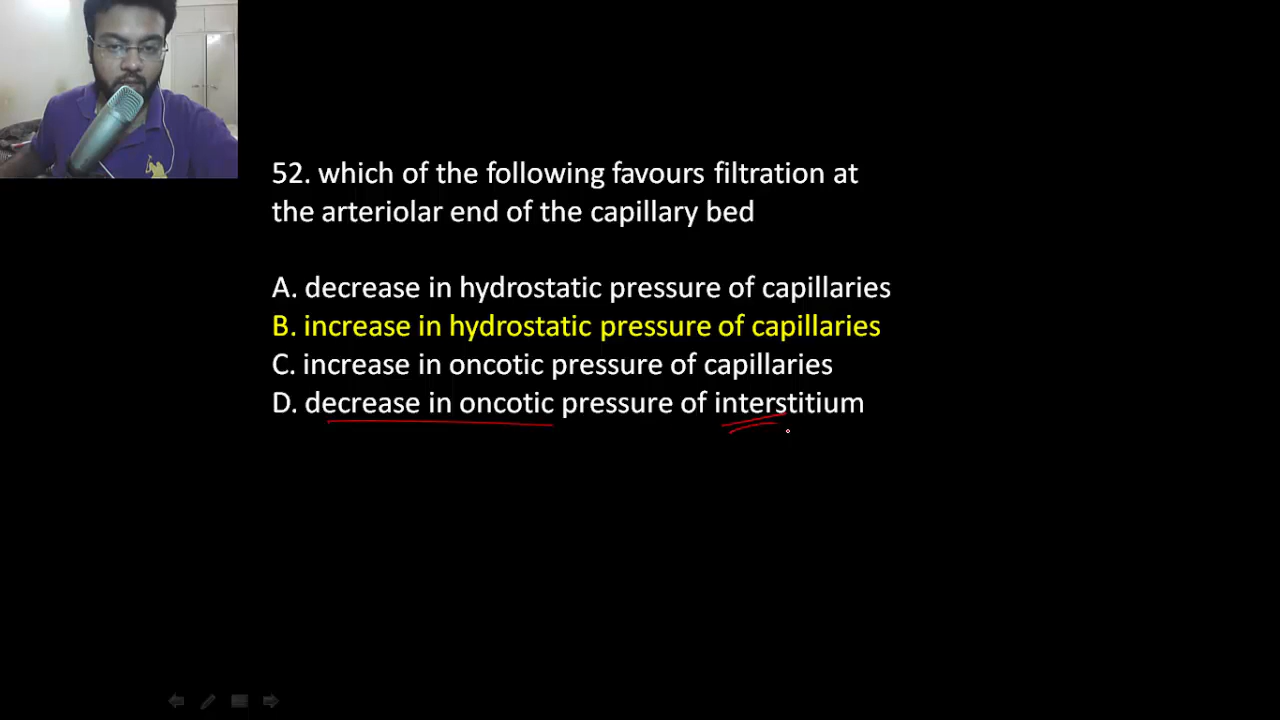 52. which of the following favours filtration at
the arteriolar end of the capillary bed
A. decrease in hydrostatic pressure of capillaries
B. increase in hydrostatic pressure of capillaries
C. increase in oncotic pressure of capillaries
D. decrease in oncotic pressure of interstitium